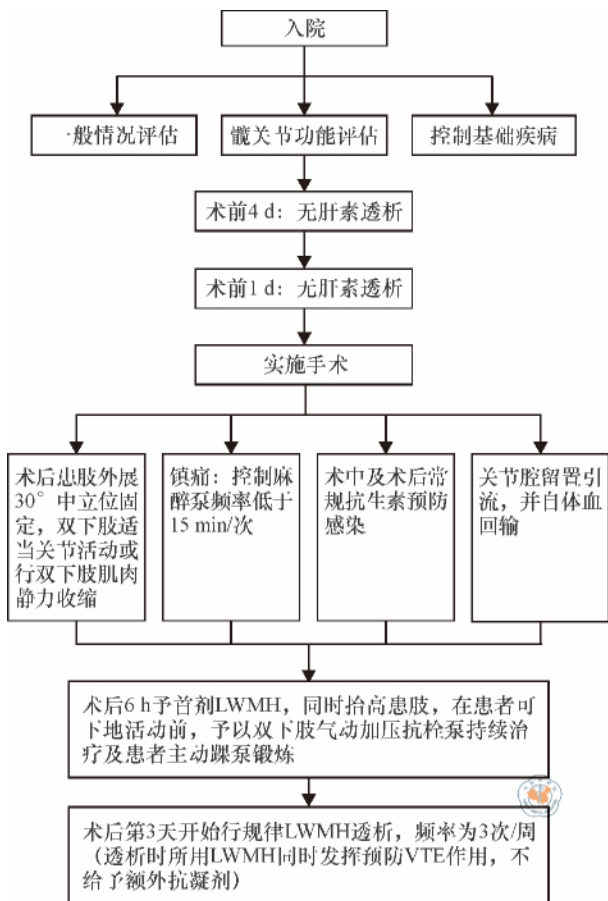 入院
一般情况评估
髋关节功能评估
控制基础疾病
术前4 d：无肝素透析
术前1 d：无肝素透析
实施手术
术后患肢外展
30°中立位固
定，双下肢适
当关节活动或
行双下肢肌肉
静力收缩
镇痛：控制麻
醉泵频率低于
15 min/次
术中及术后常
规抗生素预防
感染
关节腔留置引
流，并自体血
回输
术后6 h予首剂LWMH，同时抬高患肢，在患者可
下地活动前，予以双下肢气动加压抗栓泵持续治
疗及患者主动踝泵锻炼
术后第3天开始行规律LWMH透析，频率为3次/周
（透析时所用LWMH同时发挥预防VTE作用，不
给予额外抗凝剂）